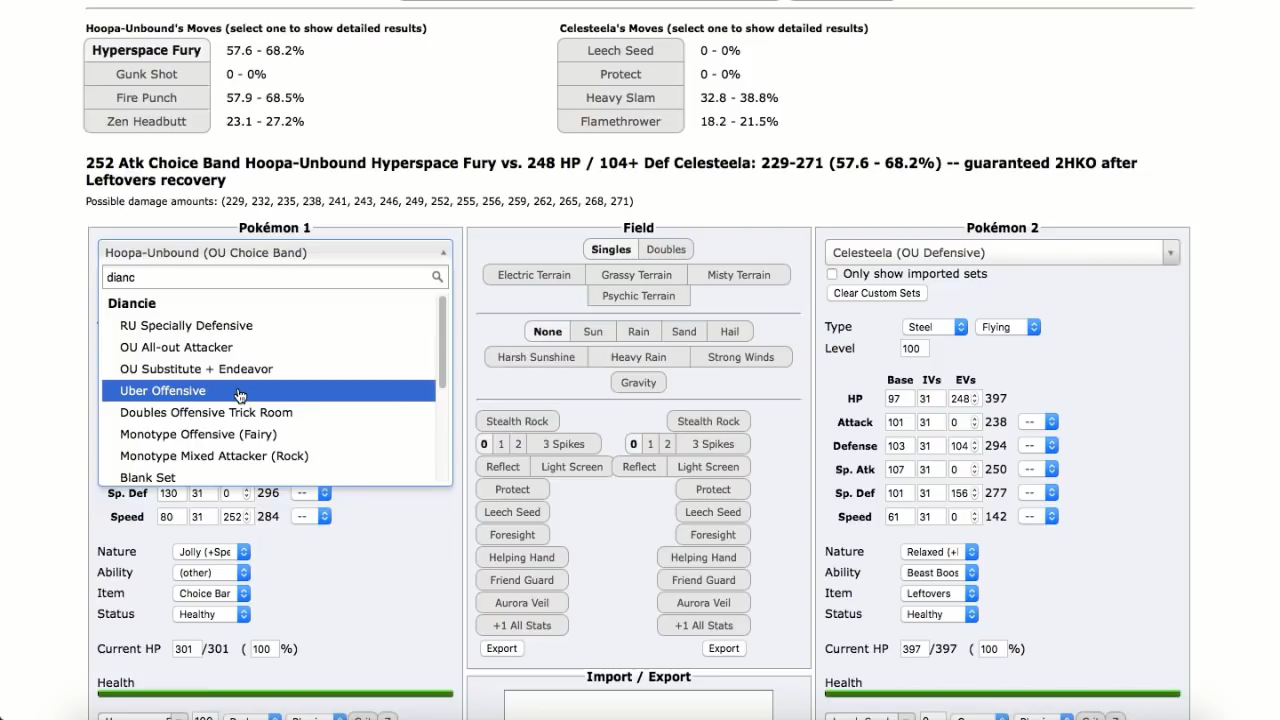 Hoopa-Unbound's Moves (select one to show detailed results)
Hyperspace Fury 57.6 - 68.2%
Gunk Shot 0 - 0%
Fire Punch 57.9 - 68.5%
Zen Headbutt 23.1 - 27.2%
Celesteela's Moves (select one to show detailed results)
Leech Seed 0 - 0%
Protect 0 - 0%
Heavy Slam 32.8 - 38.8%
Flamethrower 18.2 - 21.5%
252 Atk Choice Band Hoopa-Unbound Hyperspace Fury vs. 248 HP / 104+ Def Celesteela: 229-271 (57.6 - 68.2%) -- guaranteed 2HKO after
Leftovers recovery
Possible damage amounts: (229, 232, 235, 238, 241, 243, 246, 249, 252, 255, 256, 259, 262, 265, 268, 271)
Pokémon 1
Hoopa-Unbound (OU Choice Band)
dianc
Diancie
RU Specially Defensive
OU All-out Attacker
OU Substitute + Endeavor
Uber Offensive
Doubles Offensive Trick Room
Monotype Offensive (Fairy)
Monotype Mixed Attacker (Rock)
Blank Set
Sp. Def 130 31 0 296 --
Speed 80 31 252 284 --
Nature Jolly (+Spe
Ability (other)
Item Choice Bar
Status Healthy
Current HP 301 /301 ( 100 %)
Health
Field
Singles Doubles
Electric Terrain Grassy Terrain Misty Terrain
Psychic Terrain
None Sun Rain Sand Hail
Harsh Sunshine Heavy Rain Strong Winds
Gravity
Stealth Rock Stealth Rock
0 1 2 3 Spikes 0 1 2 3 Spikes
Reflect Light Screen Reflect Light Screen
Protect Protect
Leech Seed Leech Seed
Foresight Foresight
Helping Hand Helping Hand
Friend Guard Friend Guard
Aurora Veil Aurora Veil
+1 All Stats +1 All Stats
Export Export
Import / Export
Pokémon 2
Celesteela (OU Defensive)
Only show imported sets
Clear Custom Sets
Type Steel Flying
Level 100
Base IVs EVs
HP 97 31 248 397
Attack 101 31 0 238 --
Defense 103 31 104 294 --
Sp. Atk 107 31 0 250 --
Sp. Def 101 31 156 277 --
Speed 61 31 0 142 --
Nature Relaxed (+
Ability Beast Boos
Item Leftovers
Status Healthy
Current HP 397 /397 ( 100 %)
Health